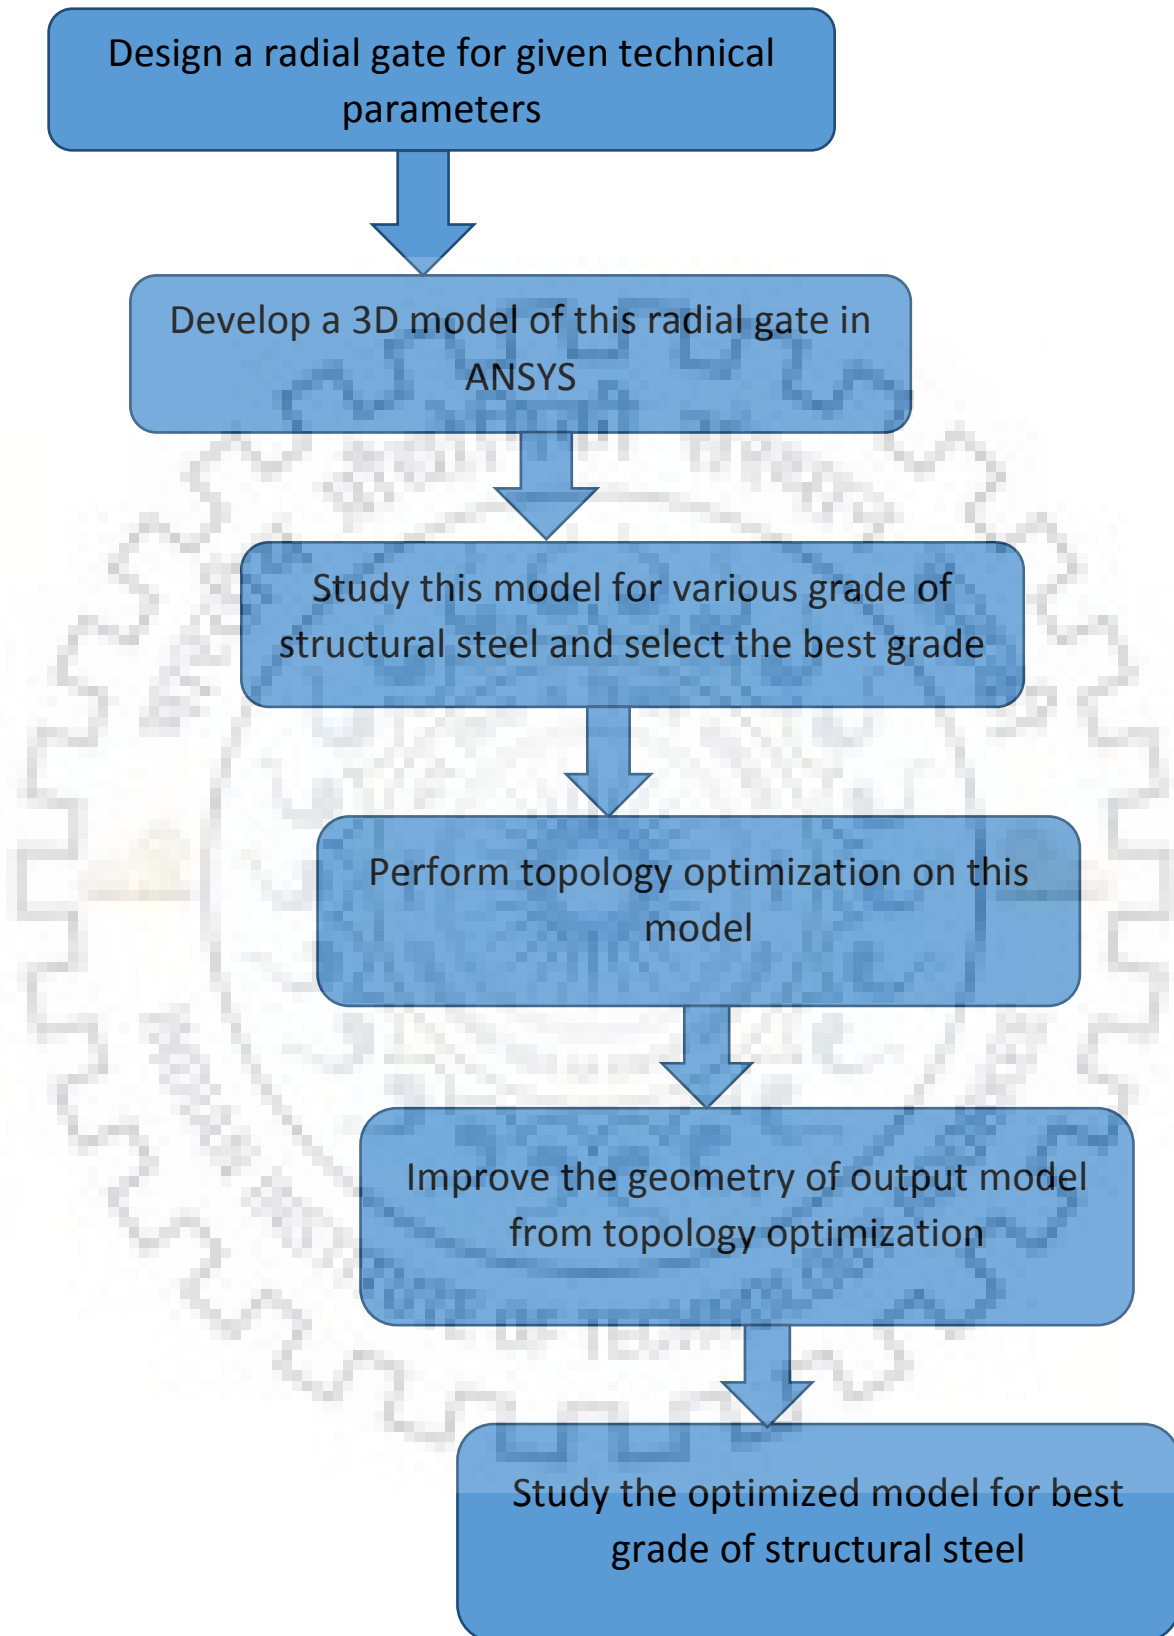 Design a radial gate for given technical
parameters
Develop a 3D model of this radial gate in
ANSYS
Study this model for various grade of
structural steel and select the best grade
Perform topology optimization on this
model
Improve the geometry of output model
from topology optimization
Study the optimized model for best
grade of structural steel